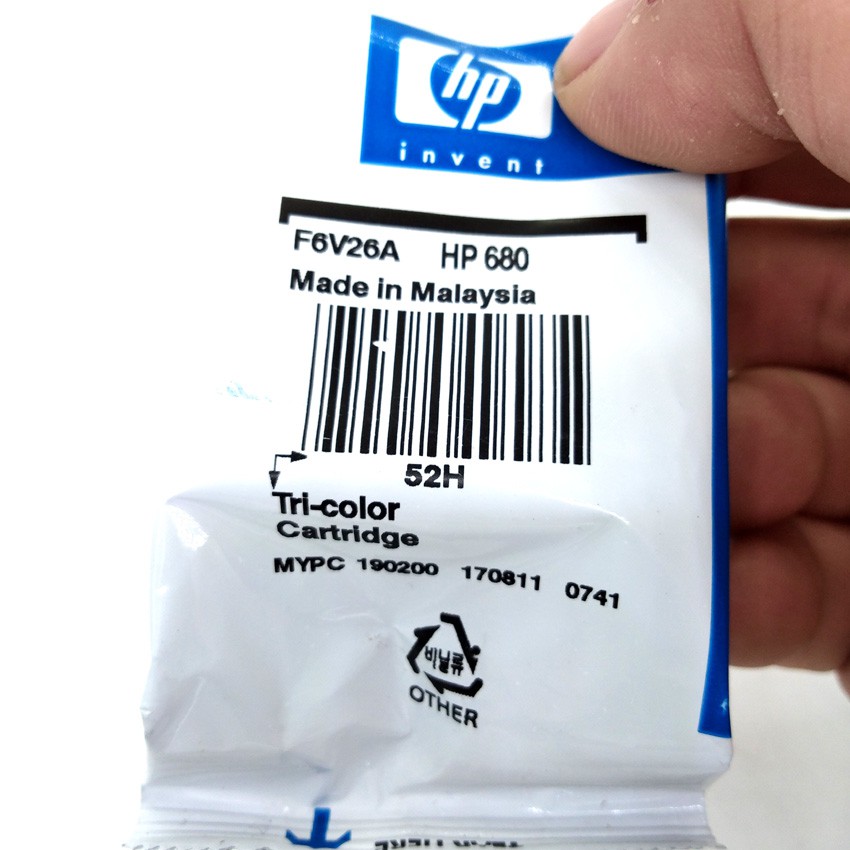 hp
invent
F6V26A HP 680
Made in Malaysia
52H
Tri-color
Cartridge
MYPC 190200 170811 0741
비닐류
OTHER